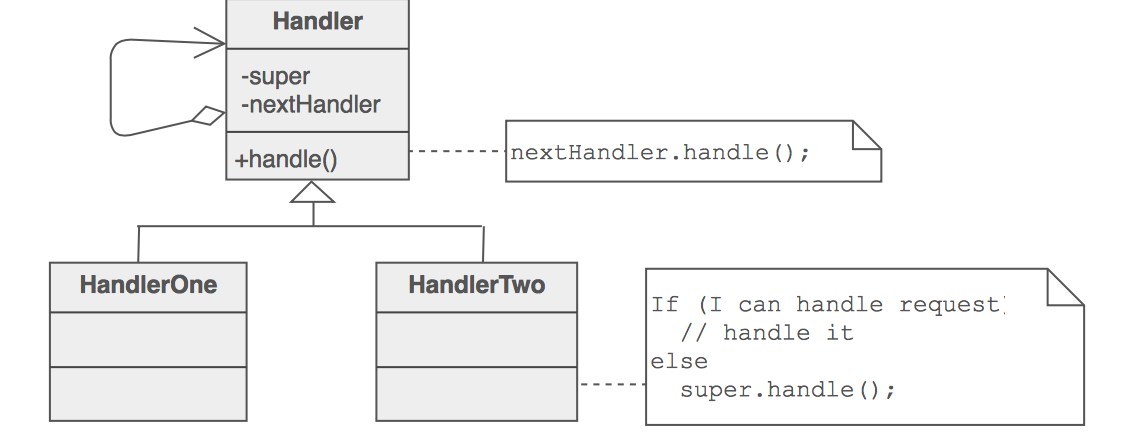 Handler
-super
-nextHandler
+handle()
nextHandler.handle();
HandlerOne
HandlerTwo
If (I can handle request)
// handle it
else
super.handle();